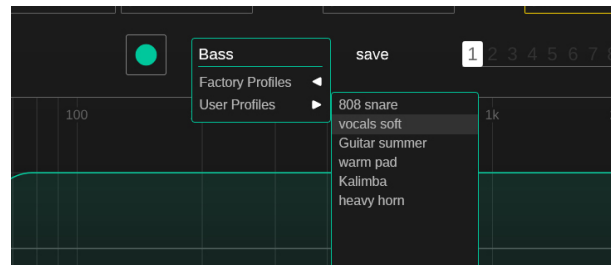 Bass
save
1 2 3 4 5 6 7
Factory Profiles
User Profiles
808 snare
vocals soft
Guitar summer
warm pad
Kalimba
heavy horn
100
1k